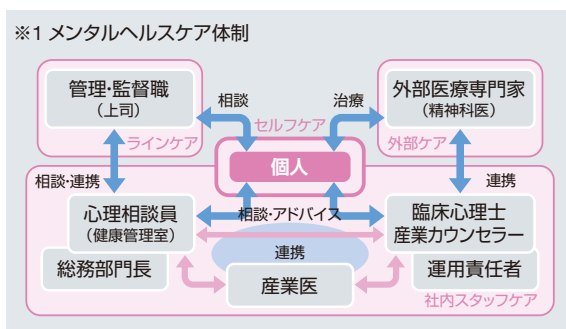 ※1 メンタルヘルスケア体制
管理・監督職
（上司）
ラインケア
相談
治療
外部医療専門家
（精神科医）
外部ケア
セルフケア
個人
相談・連携
連携
心理相談員
（健康管理室）
総務部門長
相談・アドバイス
連携
産業医
臨床心理士
産業カウンセラー
運用責任者
社内スタッフケア